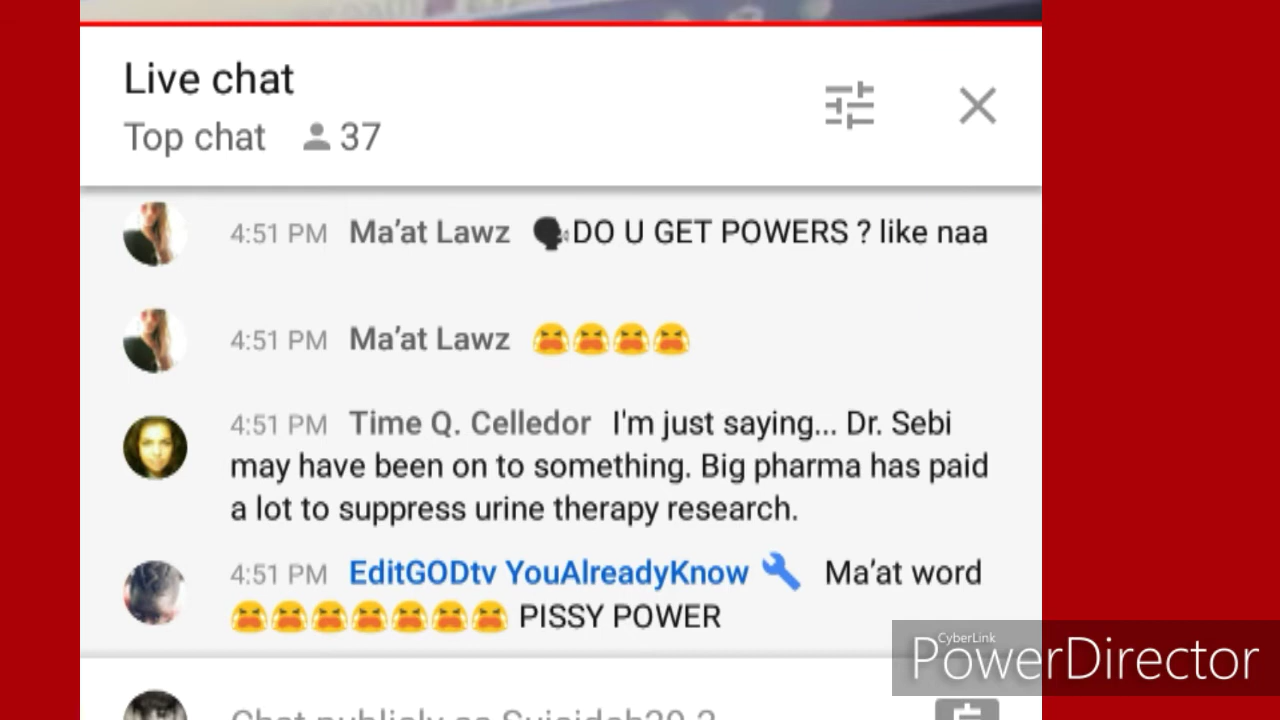 Live chat
Top chat 37
4:51 PM Ma’at Lawz 🗣DO U GET POWERS ? like naa
4:51 PM Ma’at Lawz 😫😫😫😫
4:51 PM Time Q. Celledor I'm just saying... Dr. Sebi
may have been on to something. Big pharma has paid
a lot to suppress urine therapy research.
4:51 PM EditGODtv YouAlreadyKnow 🔧 Ma’at word
😫😫😫😫😫😫😫 PISSY POWER
CyberLink
PowerDirector
Chat publicly as